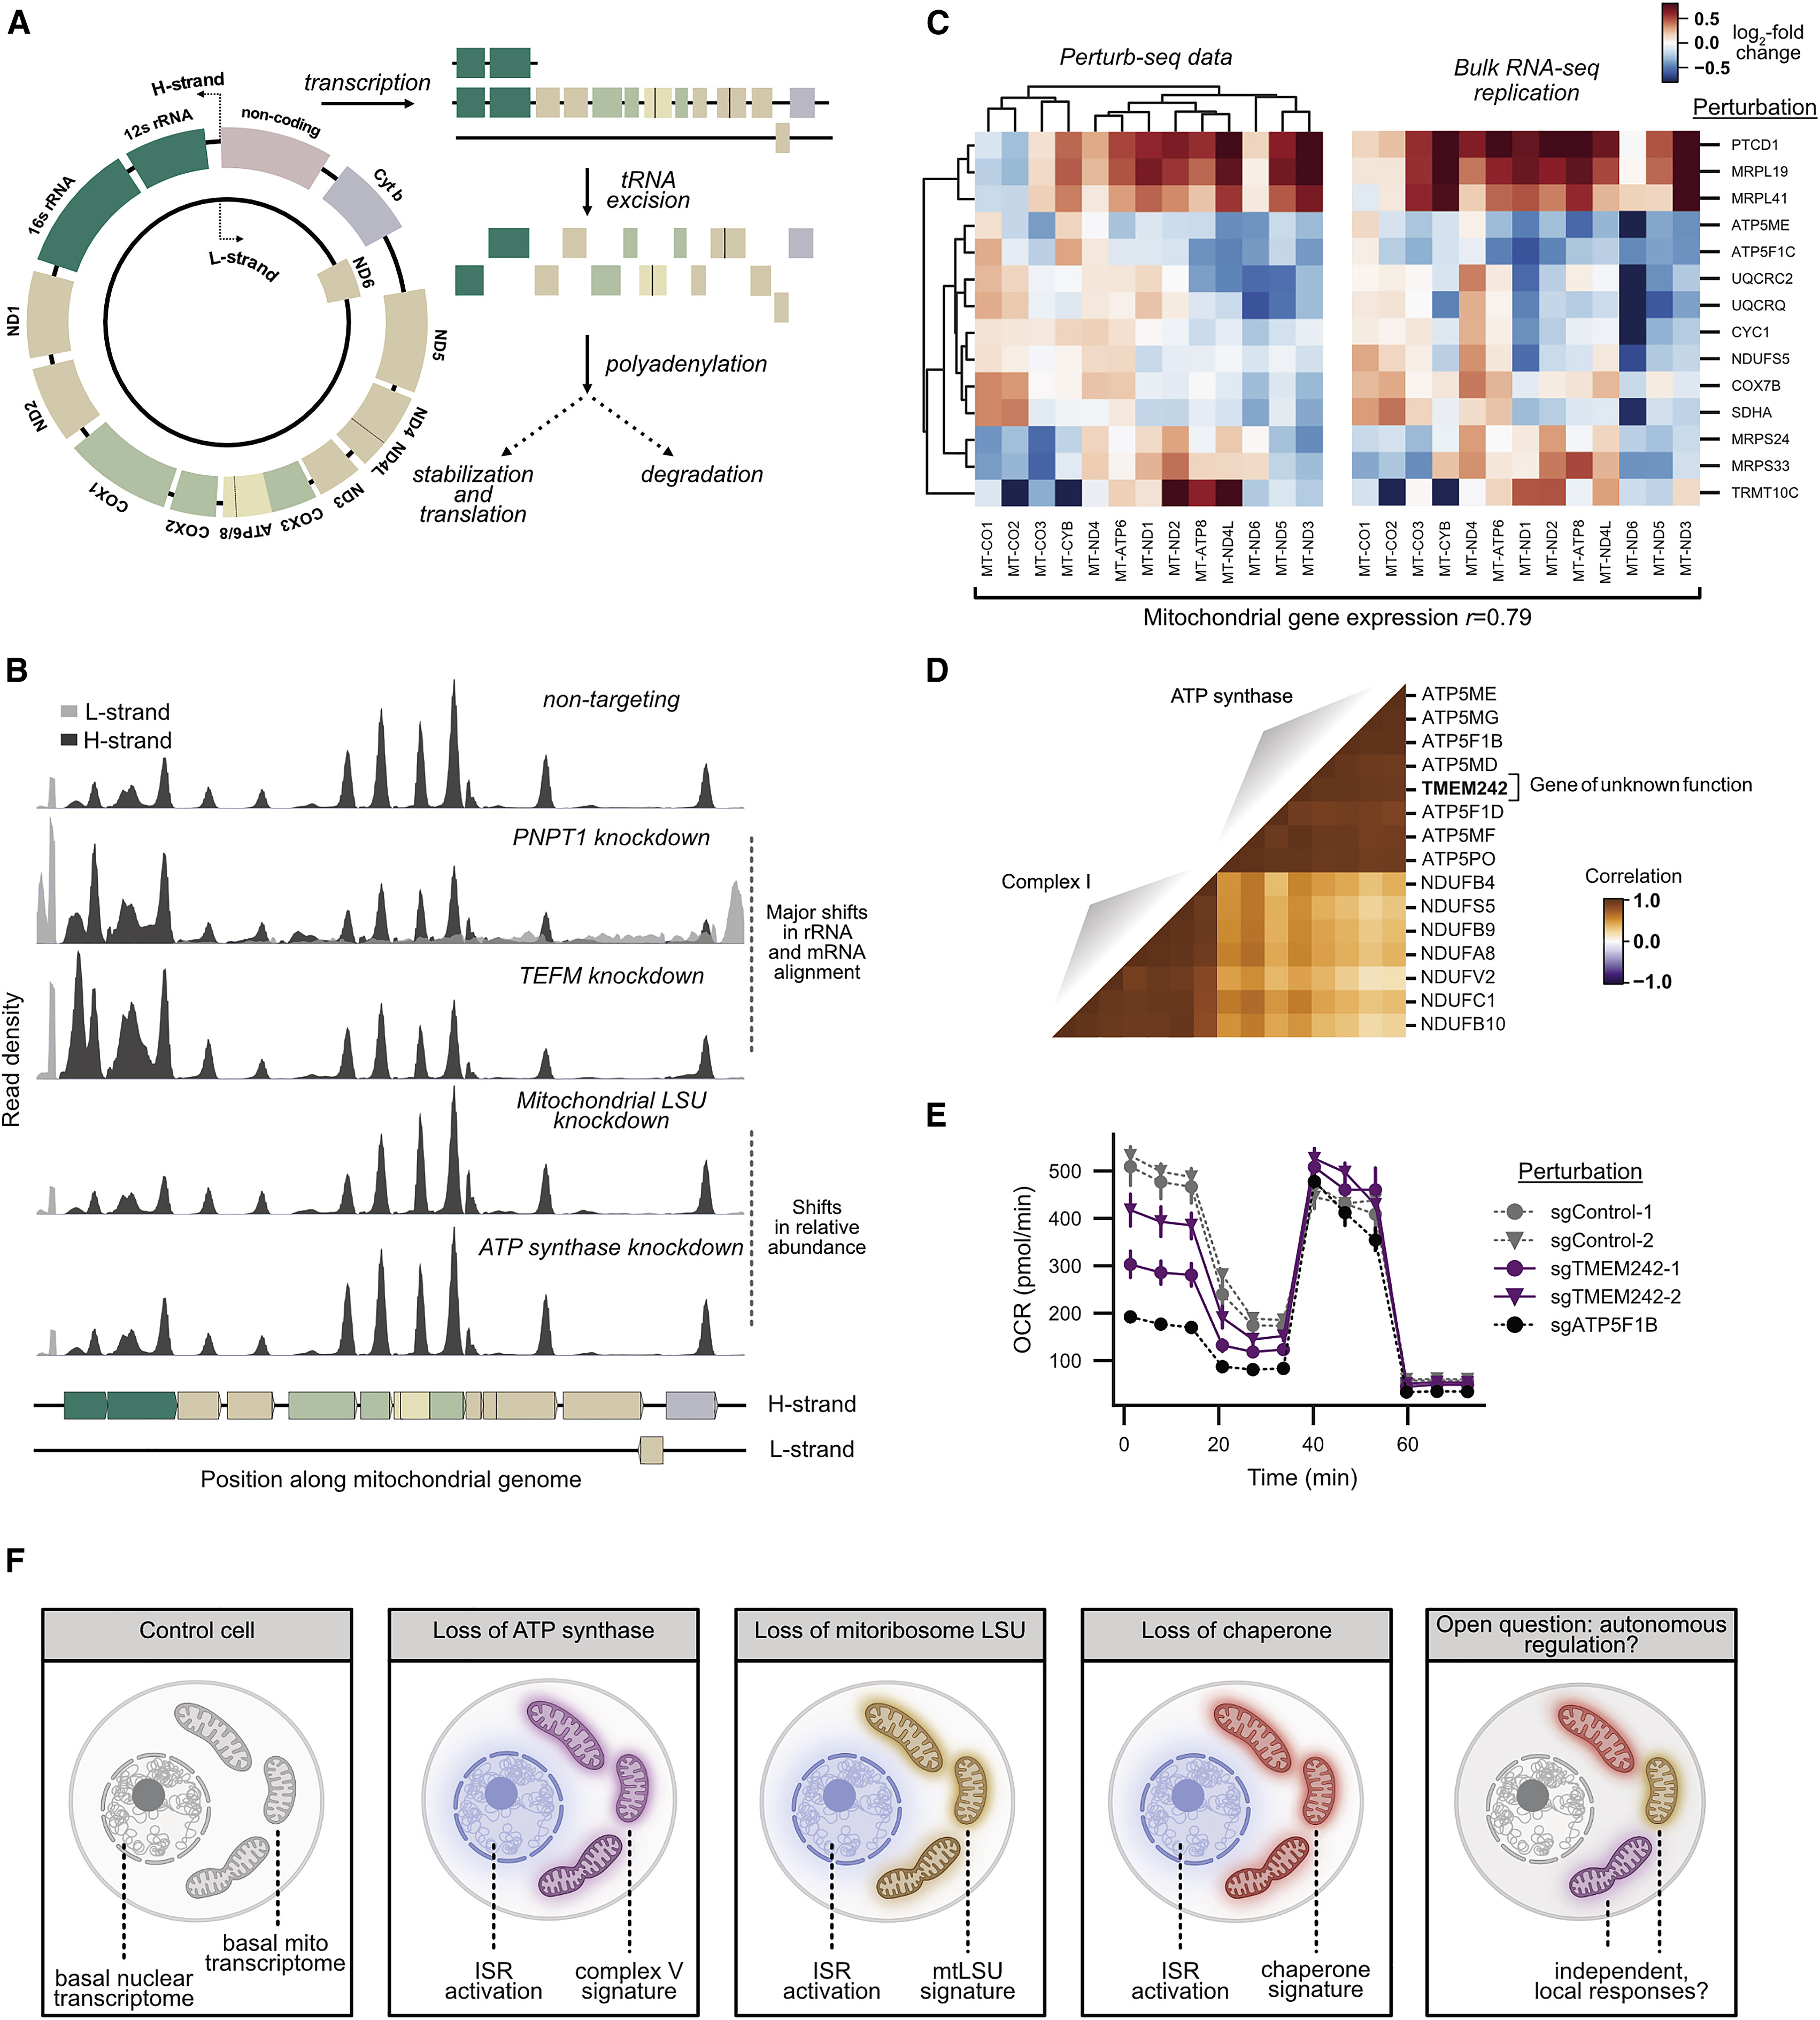 A
H-strand
12s rRNA
non-coding
16s rRNA
Cyt b
L-strand
ND6
ND1
ND5
ND2
ND4
ND4L
COX1
ND3
COX2
ATP6/8
COX3
transcription
tRNA
excision
polyadenylation
stabilization
and
translation
degradation
B
L-strand
H-strand
non-targeting
PNPT1 knockdown
TEFM knockdown
Mitochondrial LSU
knockdown
ATP synthase knockdown
Major shifts
in rRNA
and mRNA
alignment
Shifts
in relative
abundance
Read density
H-strand
L-strand
Position along mitochondrial genome
C
Perturb-seq data
Bulk RNA-seq
replication
0.5
0.0
−0.5
log2-fold
change
Perturbation
PTCD1
MRPL19
MRPL41
ATP5ME
ATP5F1C
UQCRC2
UQCRQ
CYC1
NDUFS5
COX7B
SDHA
MRPS24
MRPS33
TRMT10C
MT-CO1
MT-CO2
MT-CO3
MT-CYB
MT-ND4
MT-ATP6
MT-ND1
MT-ND2
MT-ATP8
MT-ND4L
MT-ND6
MT-ND5
MT-ND3
MT-CO1
MT-CO2
MT-CO3
MT-CYB
MT-ND4
MT-ATP6
MT-ND1
MT-ND2
MT-ATP8
MT-ND4L
MT-ND6
MT-ND5
MT-ND3
Mitochondrial gene expression r=0.79
D
ATP synthase
Complex I
ATP5ME
ATP5MG
ATP5F1B
ATP5MD
TMEM242
Gene of unknown function
ATP5F1D
ATP5MF
ATP5PO
NDUFB4
NDUFS5
NDUFB9
NDUFA8
NDUFV2
NDUFC1
NDUFB10
Correlation
1.0
0.0
−1.0
E
500
400
300
200
100
OCR (pmol/min)
0
20
40
60
Time (min)
Perturbation
sgControl-1
sgControl-2
sgTMEM242-1
sgTMEM242-2
sgATP5F1B
F
Control cell
basal nuclear
transcriptome
basal mito
transcriptome
Loss of ATP synthase
ISR
activation
complex V
signature
Loss of mitoribosome LSU
ISR
activation
mtLSU
signature
Loss of chaperone
ISR
activation
chaperone
signature
Open question: autonomous
regulation?
independent,
local responses?